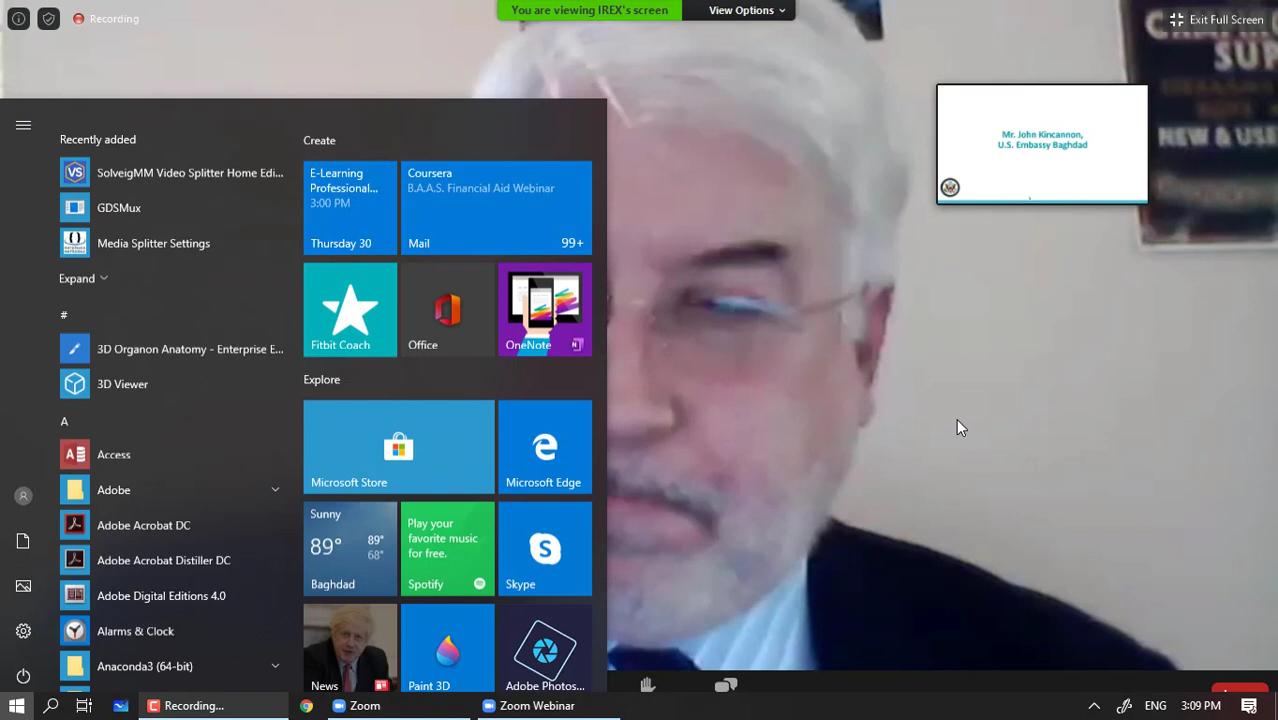 Recording
You are viewing IREX's screen
View Options
Exit Full Screen
SUP
NEW & USE
Mr. John Kincannon,
U.S. Embassy Baghdad
Recently added
SolveigMM Video Splitter Home Edi...
GDSMux
Media Splitter Settings
Expand
#
3D Organon Anatomy - Enterprise E...
3D Viewer
A
Access
Adobe
Adobe Acrobat DC
Adobe Acrobat Distiller DC
Adobe Digital Editions 4.0
Alarms & Clock
Anaconda3 (64-bit)
Create
E-Learning
Professional...
3:00 PM
Thursday 30
Coursera
B.A.A.S. Financial Aid Webinar
Mail 99+
Fitbit Coach
Office
OneNote
Explore
Microsoft Store
Microsoft Edge
Sunny
89° 89°
68°
Baghdad
Play your
favorite music
for free.
Spotify
Skype
News
Paint 3D
Adobe Photos...
Recording...
Zoom
Zoom Webinar
ENG
3:09 PM